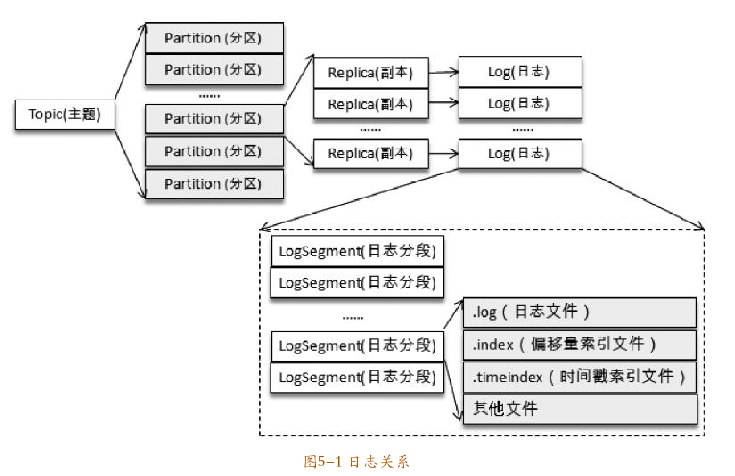 Topic(主题)
Partition (分区)
Partition (分区)
......
Partition (分区)
Partition (分区)
Partition (分区)
Replica(副本)
Replica(副本)
......
Replica(副本)
Log(日志)
Log(日志)
......
Log(日志)
LogSegment(日志分段)
LogSegment(日志分段)
......
LogSegment(日志分段)
LogSegment(日志分段)
.log（日志文件）
.index（偏移量索引文件）
.timeindex（时间戳索引文件）
其他文件
图5–1 日志关系